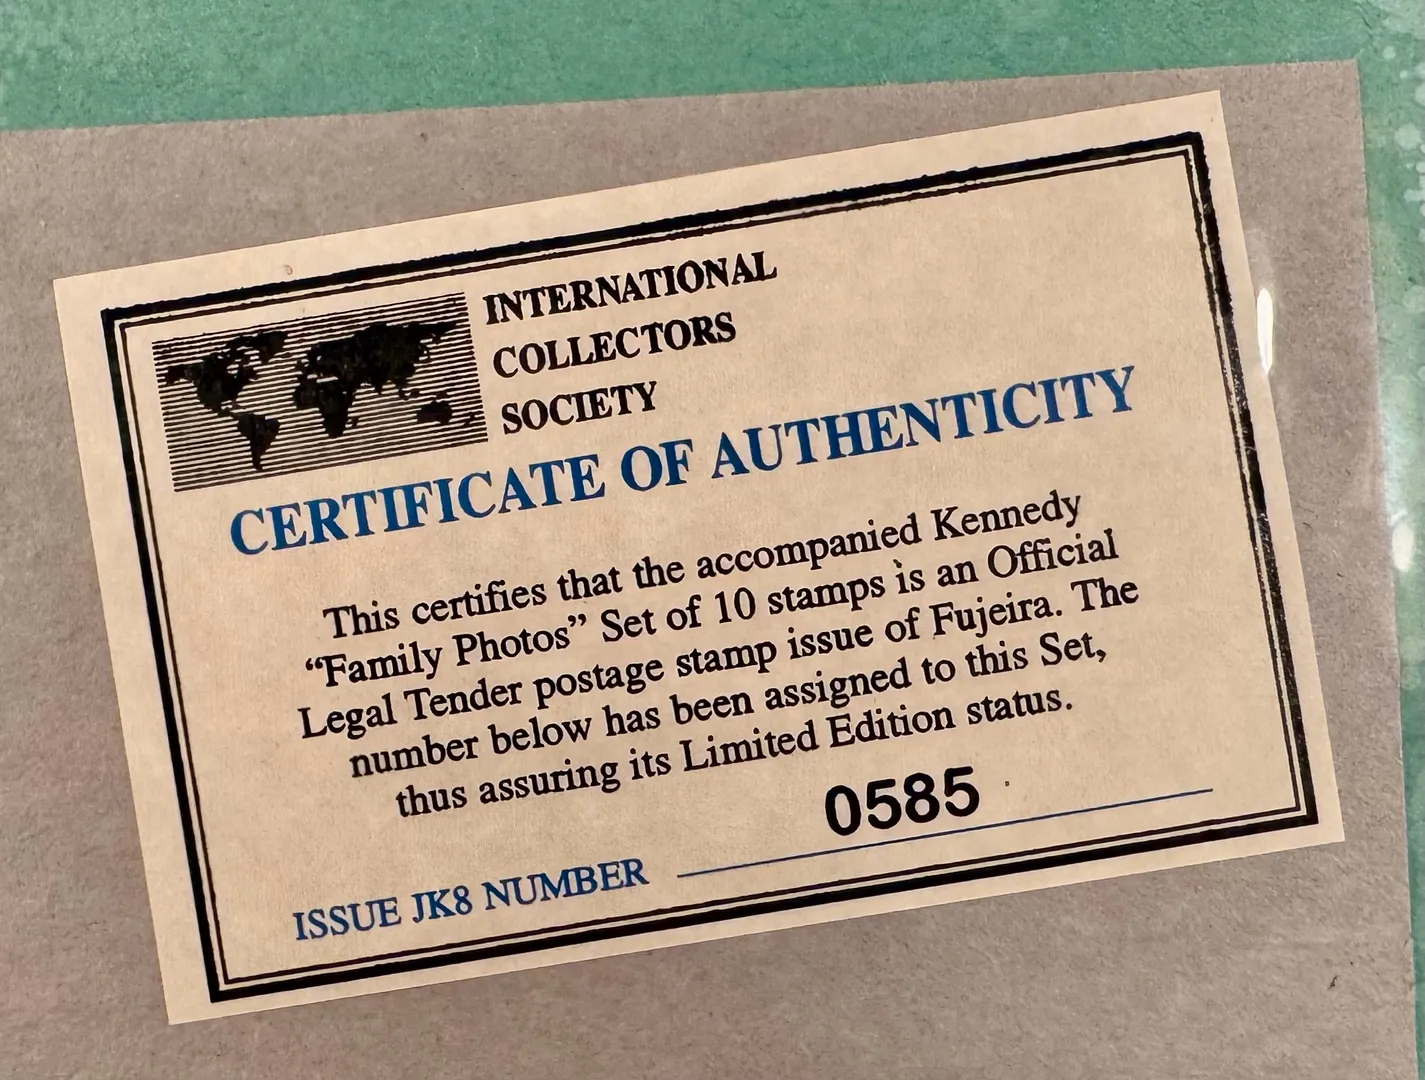 INTERNATIONAL
COLLECTORS
SOCIETY
CERTIFICATE OF AUTHENTICITY
This certifies that the accompanied Kennedy
“Family Photos” Set of 10 stamps is an Official
Legal Tender postage stamp issue of Fujeira. The
number below has been assigned to this Set,
thus assuring its Limited Edition status.
0585
ISSUE JK8 NUMBER